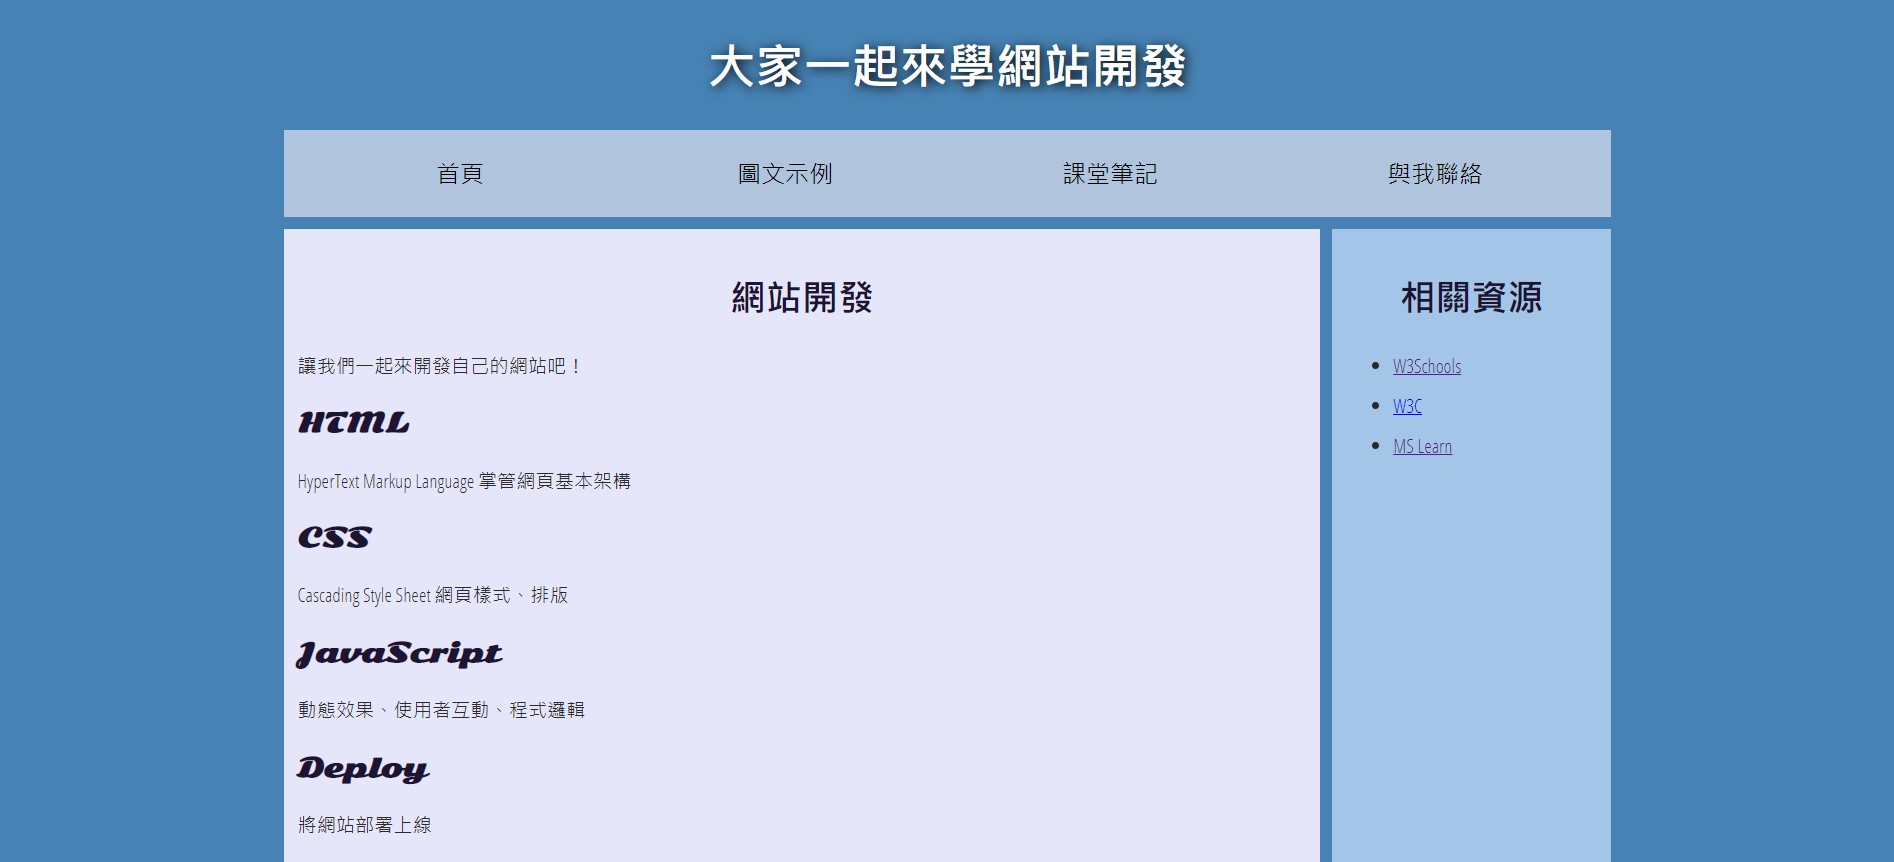 大家一起來學網站開發
首頁 圖文示例 課堂筆記 與我聯絡
網站開發
讓我們一起來開發自己的網站吧！
HTML
HyperText Markup Language 掌管網頁基本架構
CSS
Cascading Style Sheet 網頁樣式、排版
JavaScript
動態效果、使用者互動、程式邏輯
Deploy
將網站部署上線
相關資源
W3Schools
W3C
MS Learn